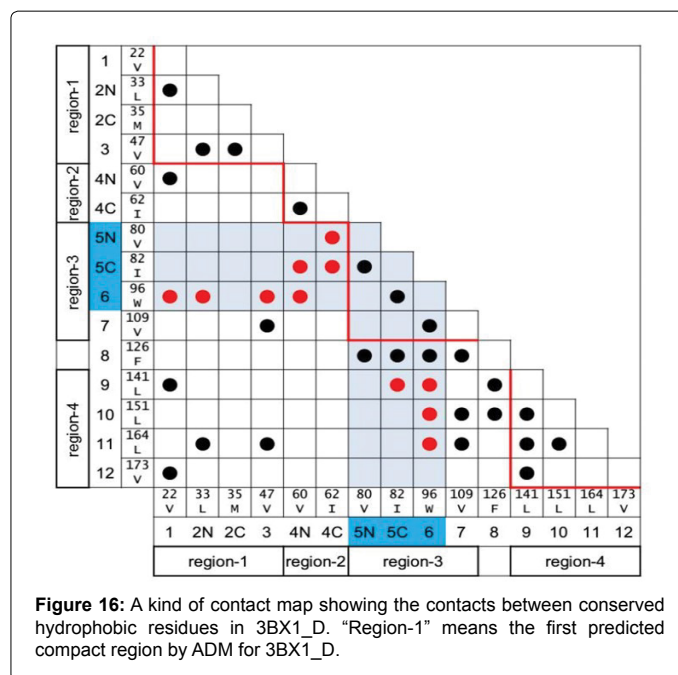 region-1
region-2
region-3
region-4
1 22 V
2N 33 L
2C 35 M
3 47 V
4N 60 V
4C 62 I
5N 80 V
5C 82 I
6 96 W
7 109 V
8 126 F
9 141 L
10 151 L
11 164 L
12 173 V
22 33 35 47 60 62 80 82 96 109 126 141 151 164 173
V L M V V I V I W V F L L L V
1 2N 2C 3 4N 4C 5N 5C 6 7 8 9 10 11 12
region-1 region-2 region-3 region-4
Figure 16: A kind of contact map showing the contacts between conserved
hydrophobic residues in 3BX1_D. “Region-1” means the first predicted
compact region by ADM for 3BX1_D.